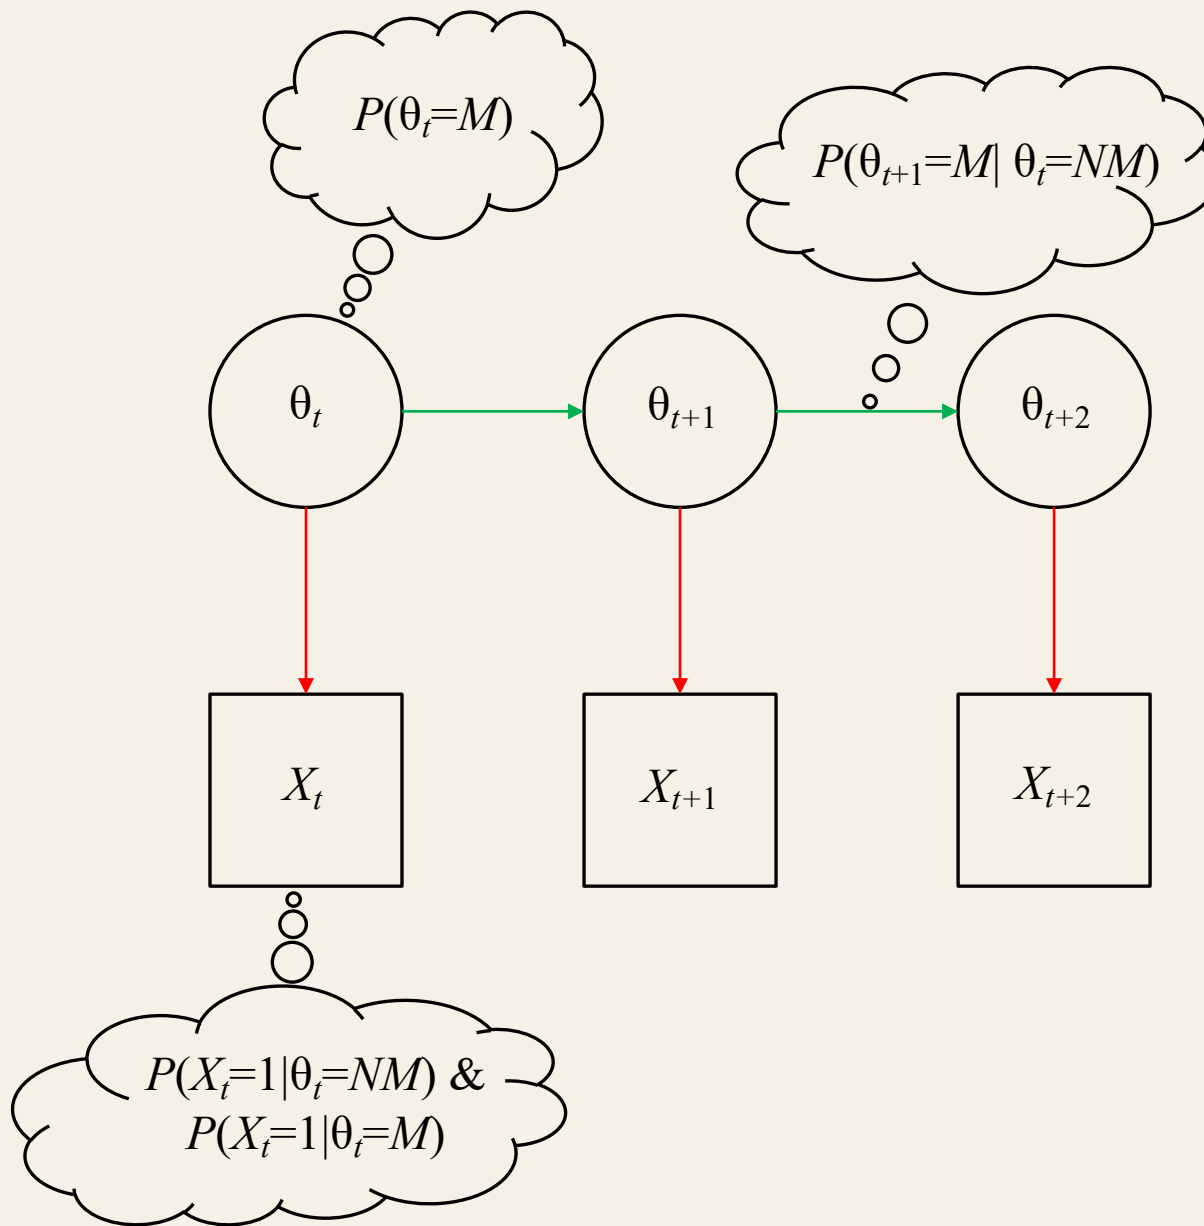 P(θt=M)
P(θt+1=M| θt=NM)
θt
θt+1
θt+2
Xt
Xt+1
Xt+2
P(Xt=1|θt=NM) &
P(Xt=1|θt=M)